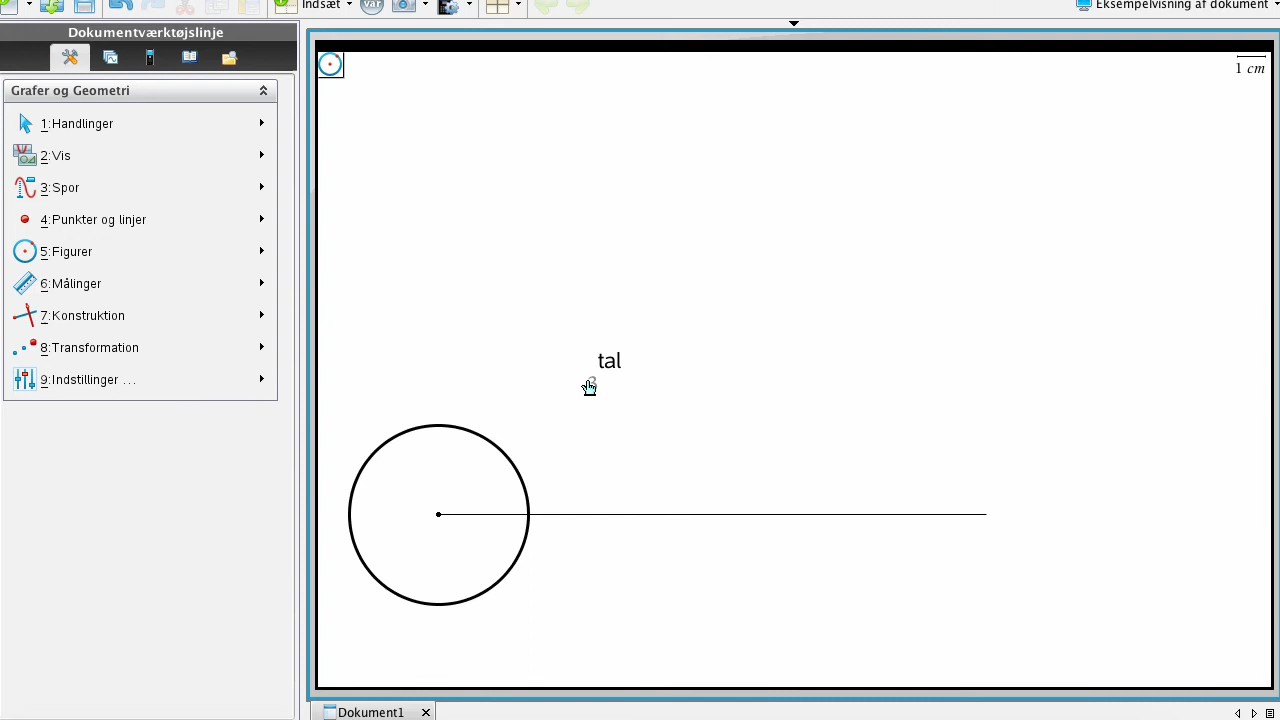 Indsæt
var
Eksempelvisning af dokument
Dokumentværktøjslinje
Grafer og Geometri
1:Handlinger
2:Vis
3:Spor
4:Punkter og linjer
5:Figurer
6:Målinger
7:Konstruktion
8:Transformation
9:Indstillinger ...
1 cm
tal
Dokument1